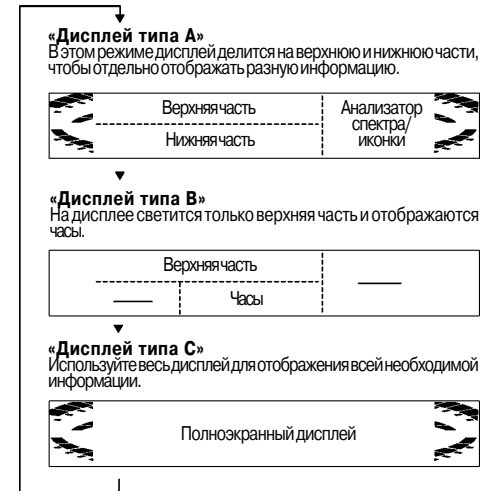 «Дисплей типа A»
В этом режиме дисплей делится на верхнюю и нижнюю части,
чтобы отдельно отображать разную информацию.
Верхняя часть
Нижняя часть
Анализатор
спектра/
иконки
«Дисплей типа B»
На дисплее светится только верхняя часть и отображаются
часы.
Верхняя часть
Часы
«Дисплей типа C»
Используйте весь дисплей для отображения всей необходимой
информации.
Полноэкранный дисплей